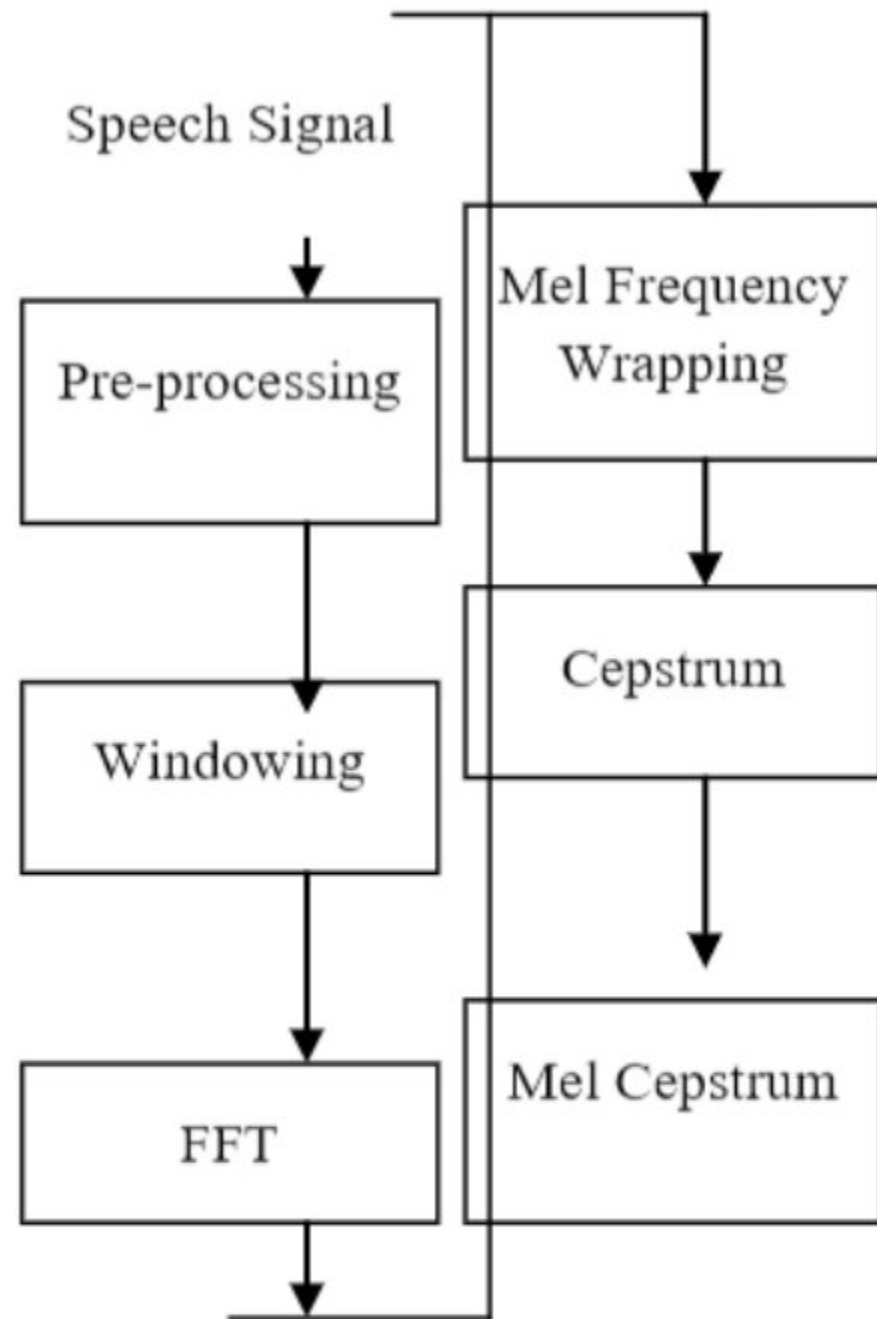 Speech Signal
Pre-processing
Windowing
FFT
Mel Frequency
Wrapping
Cepstrum
Mel Cepstrum